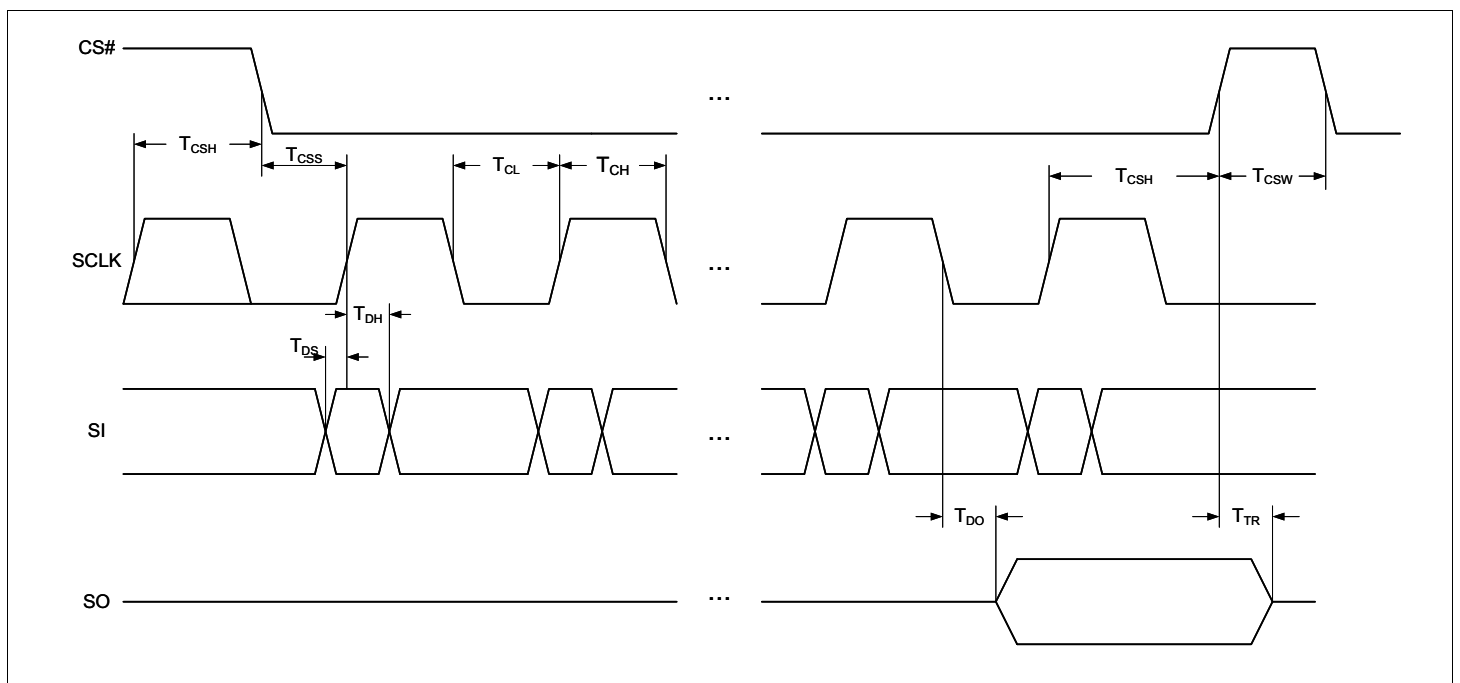 CS#
...
TCSH
TCSS
TCL
TCH
TCSH
TCSW
SCLK
...
TDH
TDS
SI
...
TDO
TTR
SO
...